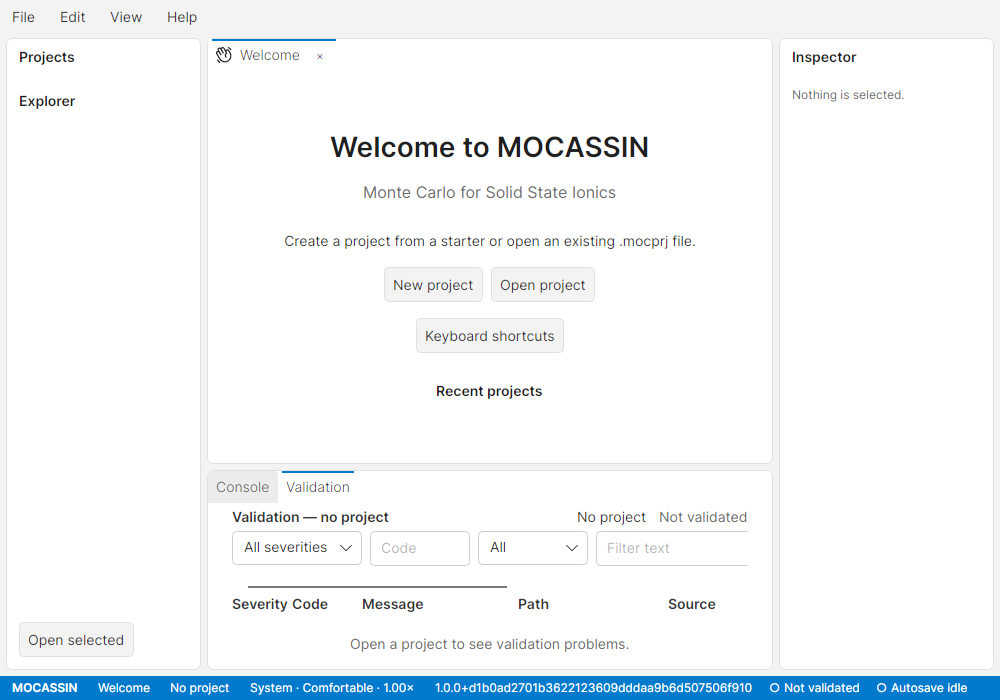 File Edit View Help
Projects
Explorer
Open selected
Welcome ×
Welcome to MOCASSIN
Monte Carlo for Solid State Ionics
Create a project from a starter or open an existing .mocprj file.
New project Open project
Keyboard shortcuts
Recent projects
Console Validation
Validation — no project No project Not validated
All severities Code All Filter text
Severity Code Message Path Source
Open a project to see validation problems.
Inspector
Nothing is selected.
MOCASSIN Welcome No project System · Comfortable · 1.00× 1.0.0+d1b0ad2701b3622123609dddaa9b6d507506f910 Not validated Autosave idle